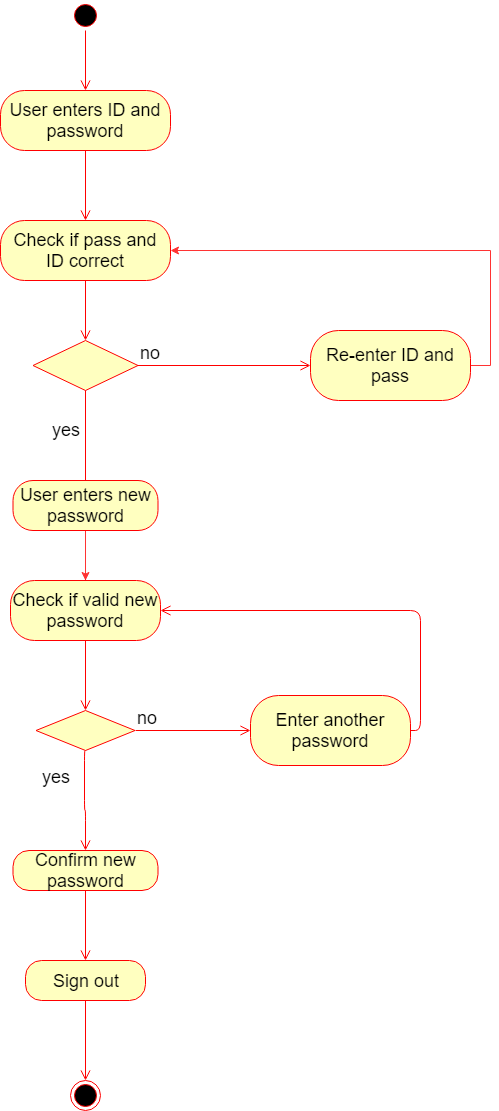 User enters ID and
password
Check if pass and
ID correct
no
Re-enter ID and
pass
yes
User enters new
password
Check if valid new
password
no
Enter another
password
yes
Confirm new
password
Sign out